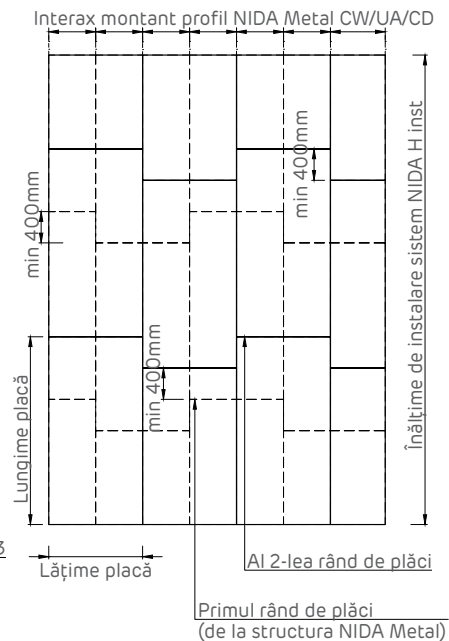 Interax montant profil NIDA Metal CW/UA/CD
min 400mm
min 400mm
Înălțime de instalare sistem NIDA H inst
min 400mm
Lungime placă
3
Lățime placă
Al 2-lea rând de plăci
Primul rând de plăci
(de la structura NIDA Metal)